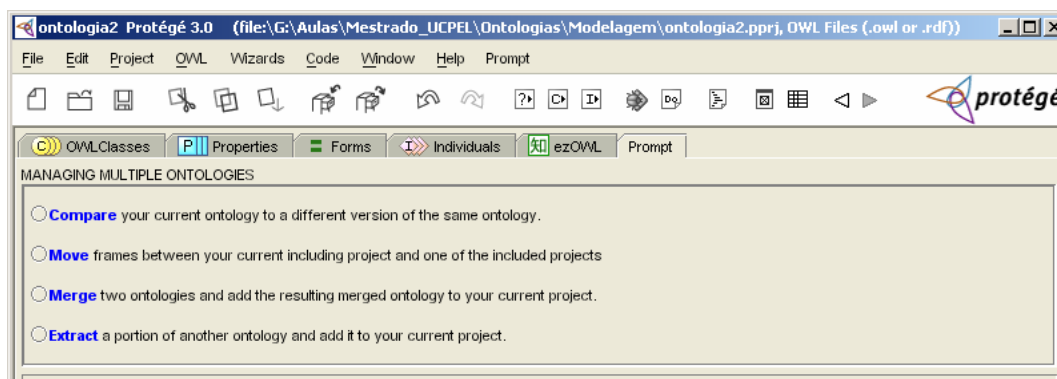 ontologia2 Protégé 3.0 (file:\G:\Aulas\Mestrado_UCPEL\Ontologias\Modelagem\ontologia2.pprj, OWL Files (.owl or .rdf))
File Edit Project OWL Wizards Code Window Help Prompt
protégé
OWLClasses Properties Forms Individuals 知 ezOWL Prompt
MANAGING MULTIPLE ONTOLOGIES
Compare your current ontology to a different version of the same ontology.
Move frames between your current including project and one of the included projects
Merge two ontologies and add the resulting merged ontology to your current project.
Extract a portion of another ontology and add it to your current project.